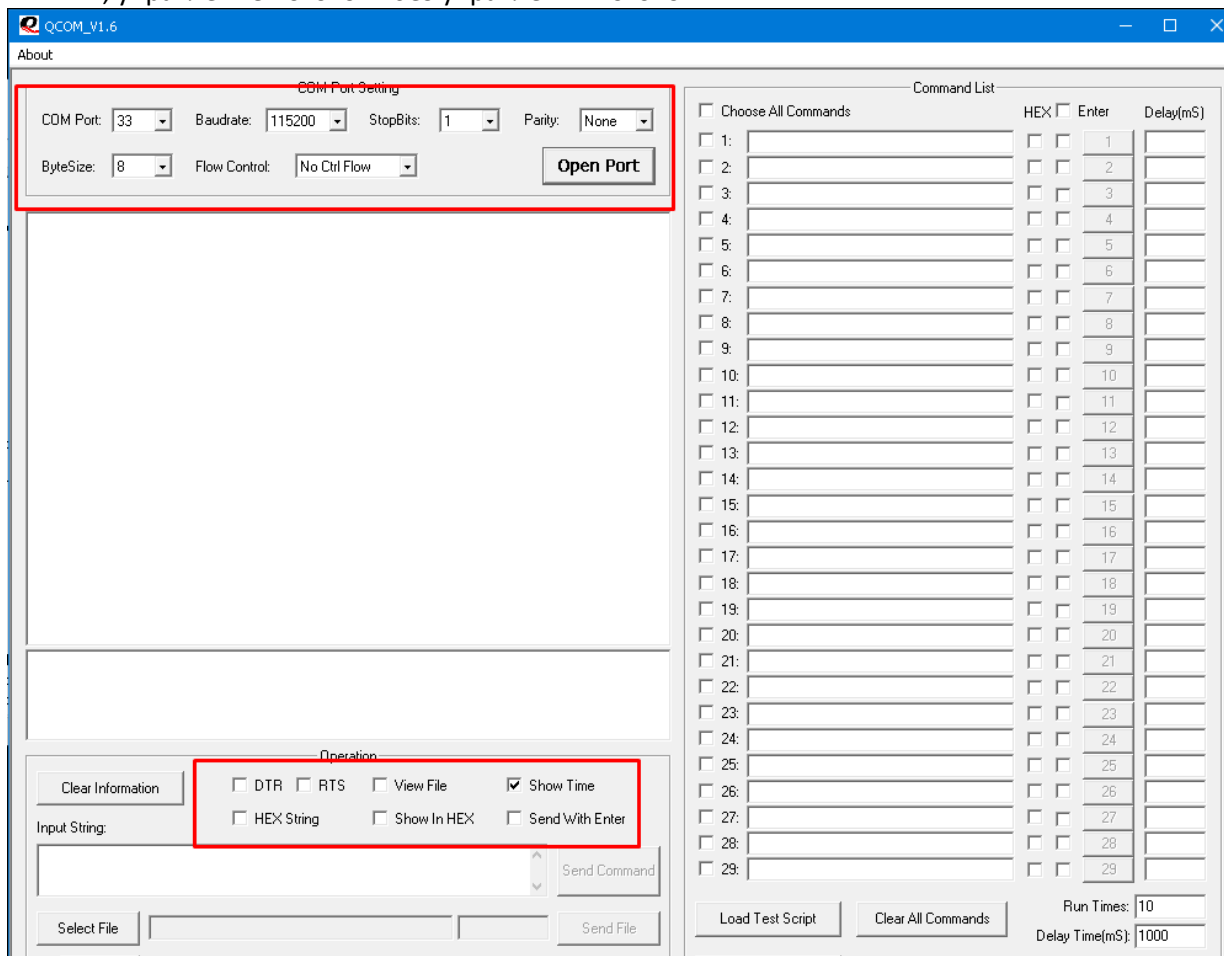 QCOM_V1.6
About
COM Port Setting
COM Port: 33 Baudrate: 115200 StopBits: 1 Parity: None
ByteSize: 8 Flow Control: No Ctrl Flow Open Port
Operation
Clear Information DTR RTS View File Show Time
HEX String Show In HEX Send With Enter
Input String:
Send Command
Select File Send File
Command List
Choose All Commands HEX Enter Delay(mS)
1: 1
2: 2
3: 3
4: 4
5: 5
6: 6
7: 7
8: 8
9: 9
10: 10
11: 11
12: 12
13: 13
14: 14
15: 15
16: 16
17: 17
18: 18
19: 19
20: 20
21: 21
22: 22
23: 23
24: 24
25: 25
26: 26
27: 27
28: 28
29: 29
Load Test Script Clear All Commands
Run Times: 10
Delay Time(mS): 1000